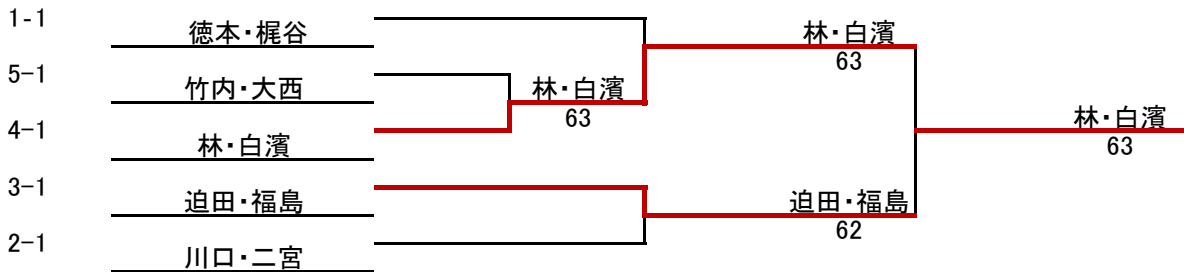 1-1
徳本・梶谷
林・白濱
63
5-1
竹内・大西
林・白濱
63
4-1
林・白濱
林・白濱
63
3-1
迫田・福島
迫田・福島
62
2-1
川口・二宮